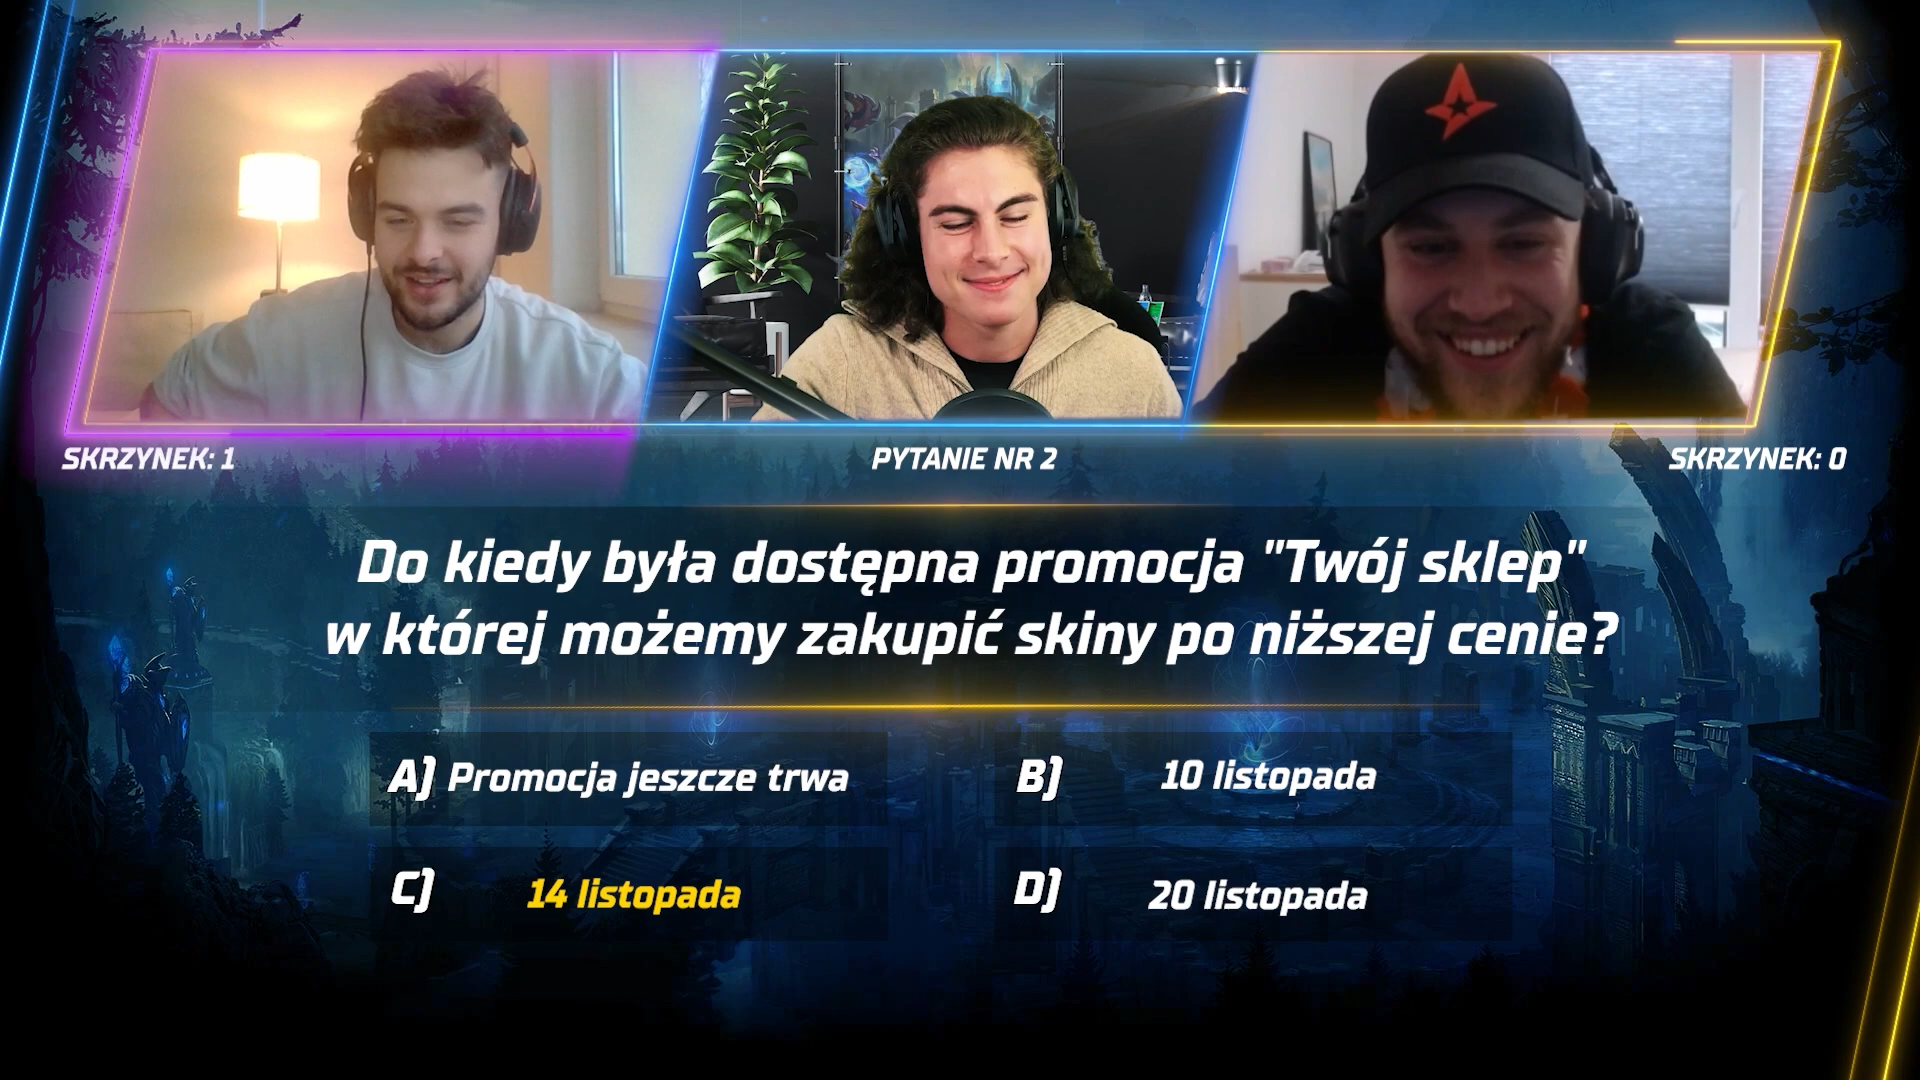 SKRZYNEK: 1
PYTANIE NR 2
SKRZYNEK: 0
Do kiedy była dostępna promocja "Twój sklep"
w której możemy zakupić skiny po niższej cenie?
A) Promocja jeszcze trwa
B) 10 listopada
C) 14 listopada
D) 20 listopada